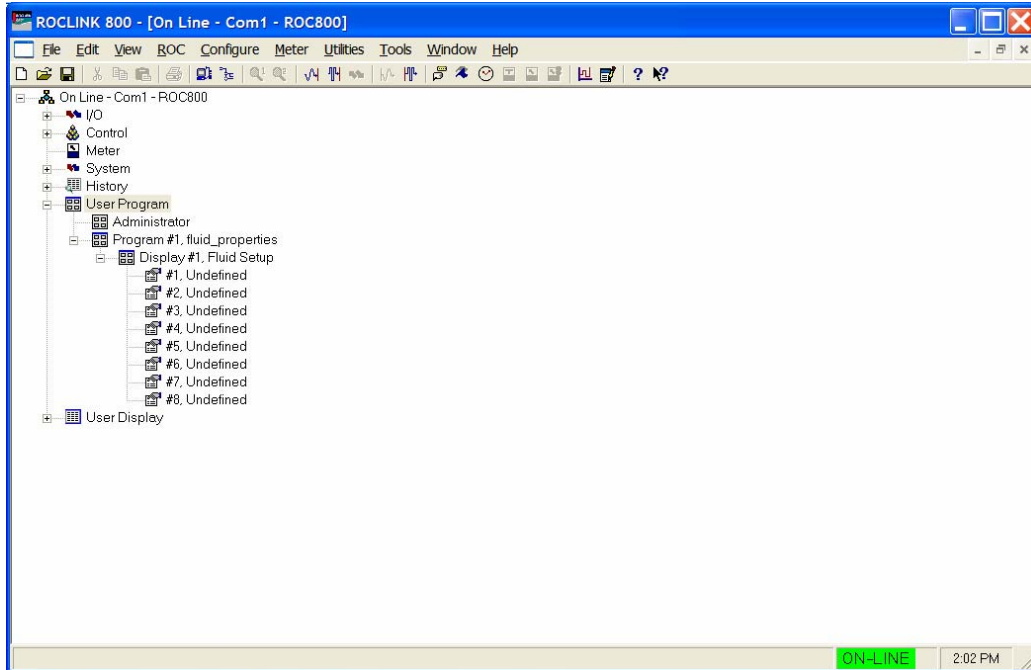 ROCLINK 800 - [On Line - Com1 - ROC800]
File Edit View ROC Configure Meter Utilities Tools Window Help
On Line - Com1 - ROC800
I/O
Control
Meter
System
History
User Program
Administrator
Program #1, fluid_properties
Display #1, Fluid Setup
#1, Undefined
#2, Undefined
#3, Undefined
#4, Undefined
#5, Undefined
#6, Undefined
#7, Undefined
#8, Undefined
User Display
ON-LINE 2:02 PM